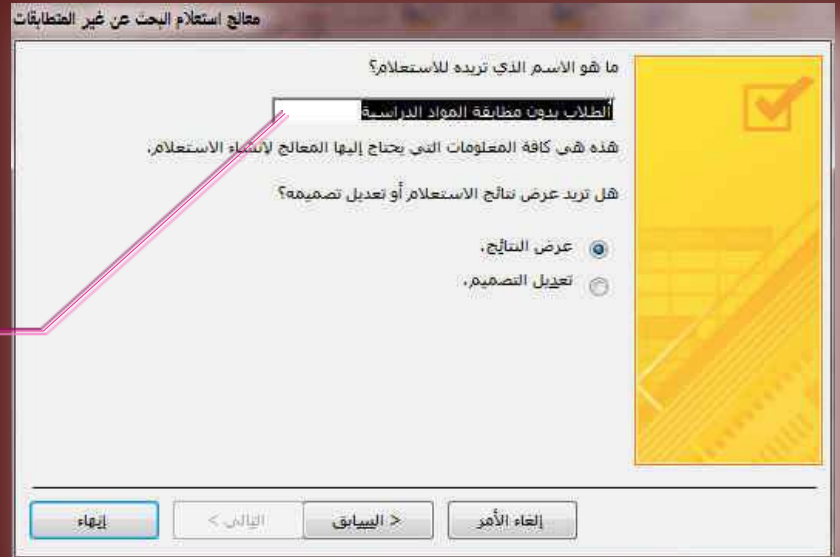 معالج استعلام البحث عن غير المتطابقات
ما هو الاسم الذي تريده للاستعلام؟
الطلاب بدون مطابقة المواد الدراسية
هذه هي كافة المعلومات التي يحتاج إليها المعالج لإنشاء الاستعلام.
هل تريد عرض نتائج الاستعلام أو تعديل تصميمه؟
عرض النتائج.
تعديل التصميم.
إلغاء الأمر
< السابق
التالي >
إنهاء